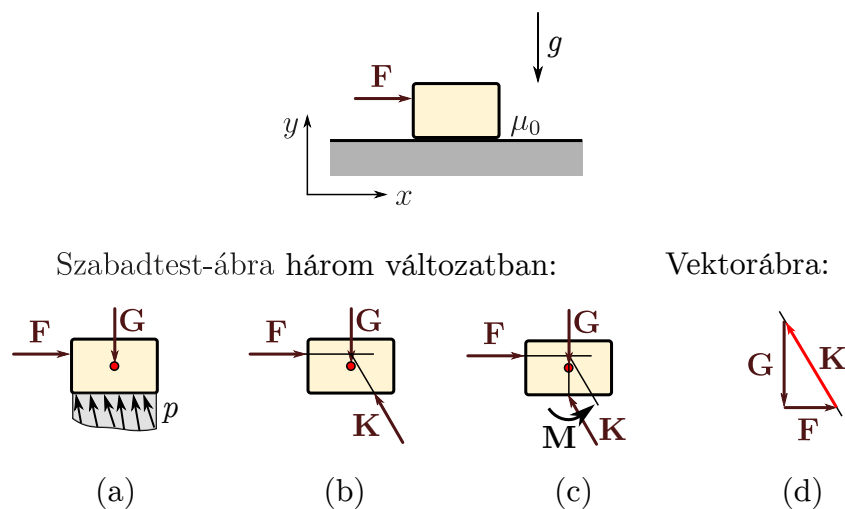 g
F
μ₀
y
x
Szabadtest-ábra három változatban: Vektorábra:
F G F G F G G K
p K M K F
(a) (b) (c) (d)